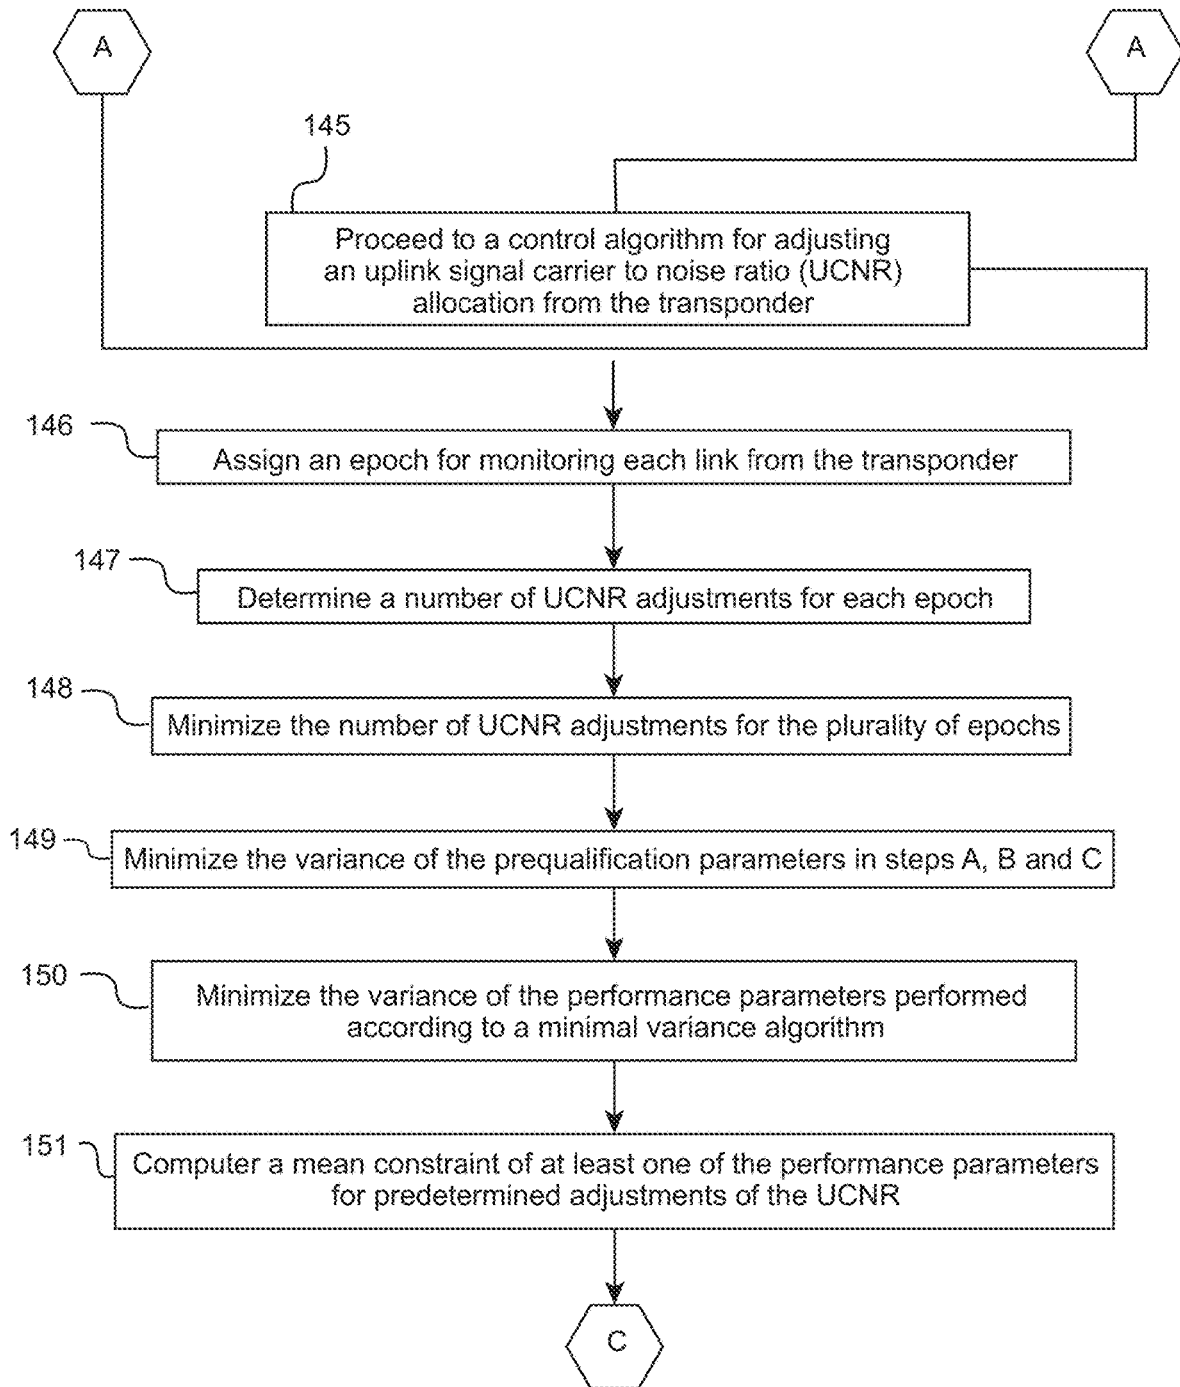 A
A
145
Proceed to a control algorithm for adjusting
an uplink signal carrier to noise ratio (UCNR)
allocation from the transponder
146
Assign an epoch for monitoring each link from the transponder
147
Determine a number of UCNR adjustments for each epoch
148
Minimize the number of UCNR adjustments for the plurality of epochs
149
Minimize the variance of the prequalification parameters in steps A, B and C
150
Minimize the variance of the performance parameters performed
according to a minimal variance algorithm
151
Computer a mean constraint of at least one of the performance parameters
for predetermined adjustments of the UCNR
C